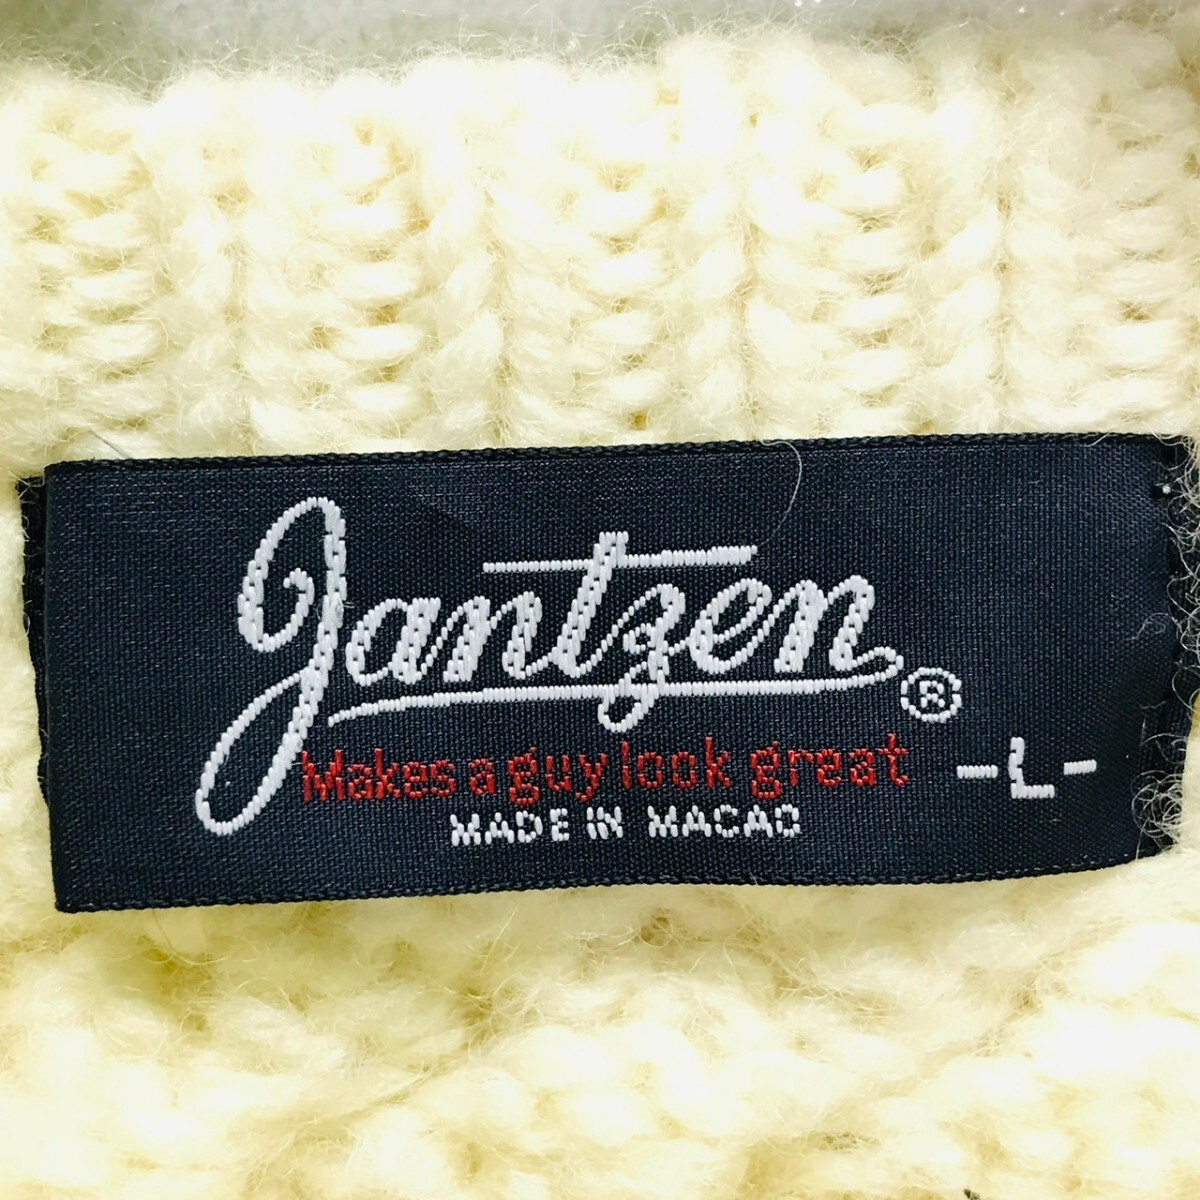 Jantzen®
Makes a guy look great
-L-
MADE IN MACAO